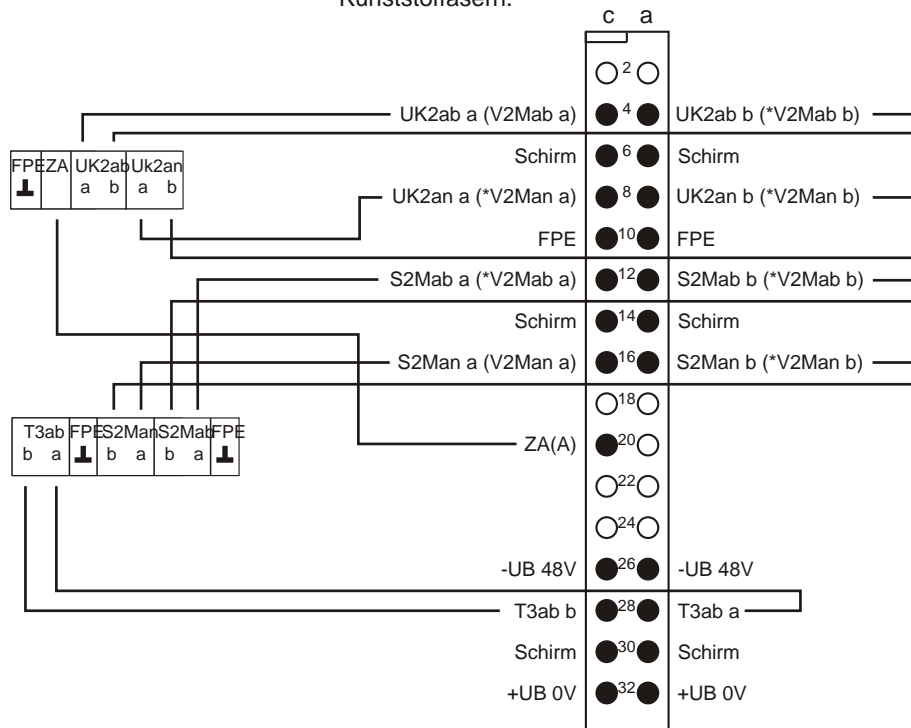 Kunststoffasern.
c a
2
UK2ab a (V2Mab a) 4 UK2ab b (*V2Mab b)
FPE ZA UK2ab Uk2an
a b a b
Schirm 6 Schirm
UK2an a (*V2Man a) 8 UK2an b (*V2Man b)
FPE 10 FPE
S2Mab a (*V2Mab a) 12 S2Mab b (*V2Mab b)
Schirm 14 Schirm
S2Man a (V2Man a) 16 S2Man b (*V2Man b)
18
T3ab FPE S2Man S2Mab FPE
b a b a b a
ZA(A) 20
22
24
-UB 48V 26 -UB 48V
T3ab b 28 T3ab a
Schirm 30 Schirm
+UB 0V 32 +UB 0V